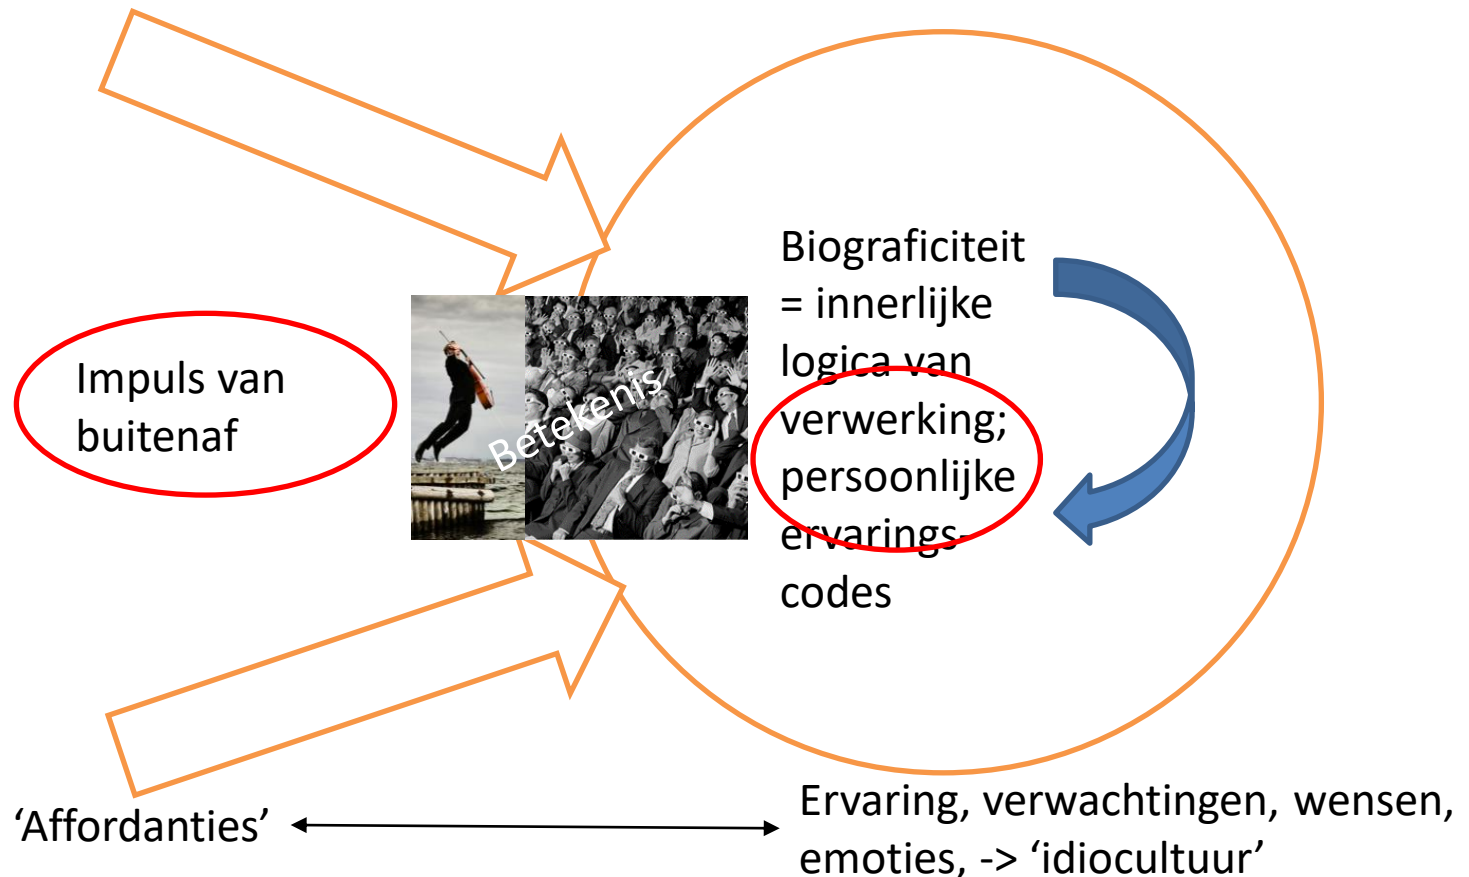 Impuls van
buitenaf
Betekenis
Biograficiteit
= innerlijke
logica van
verwerking;
persoonlijke
ervarings-
codes
‘Affordanties’
Ervaring, verwachtingen, wensen,
emoties, -> ‘idiocultuur’